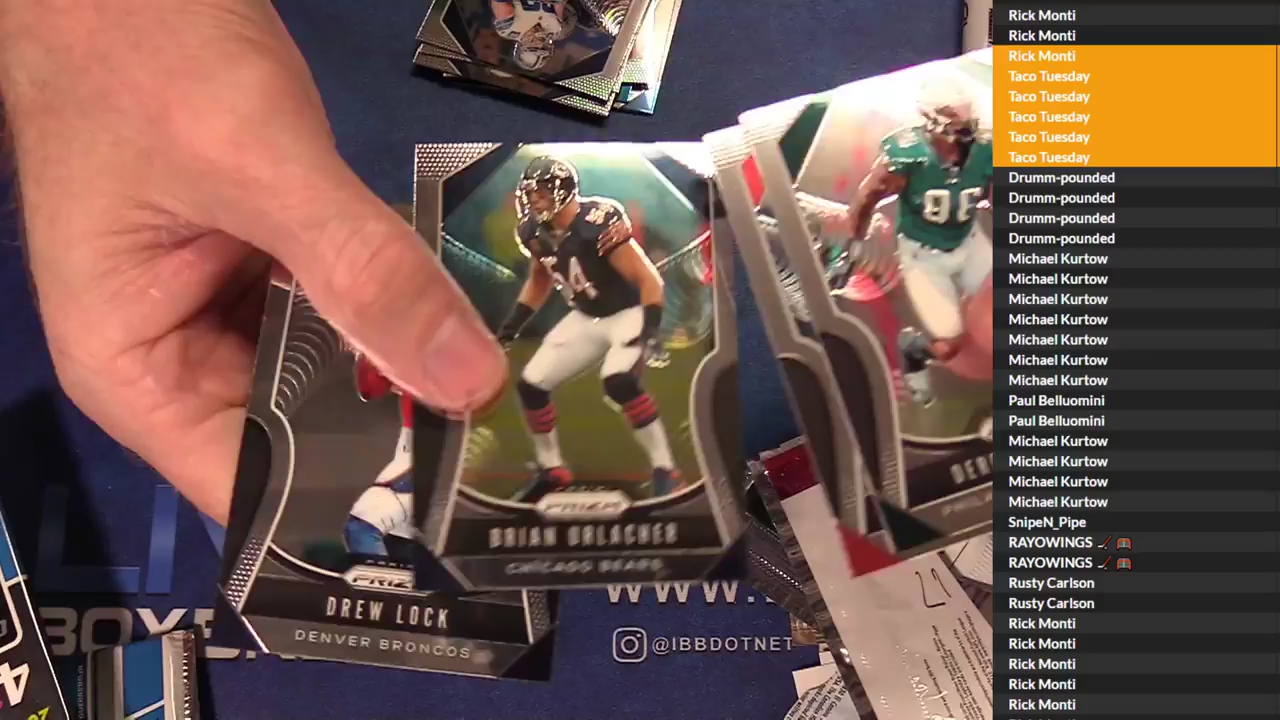 Rick Monti
Rick Monti
Rick Monti
Taco Tuesday
Taco Tuesday
Taco Tuesday
Taco Tuesday
Taco Tuesday
Drumm-pounded
Drumm-pounded
Drumm-pounded
Drumm-pounded
Michael Kurtow
Michael Kurtow
Michael Kurtow
Michael Kurtow
Michael Kurtow
Michael Kurtow
Michael Kurtow
Paul Belluomini
Paul Belluomini
Michael Kurtow
Michael Kurtow
Michael Kurtow
Michael Kurtow
SnipeN_Pipe
RAYOWINGS
RAYOWINGS
Rusty Carlson
Rusty Carlson
Rick Monti
Rick Monti
Rick Monti
Rick Monti
Rick Monti
54
PRIZM
BRIAN URLACHER
CHICAGO BEARS
DREW LOCK
DENVER BRONCOS
WWW.
@IBBDOTNET